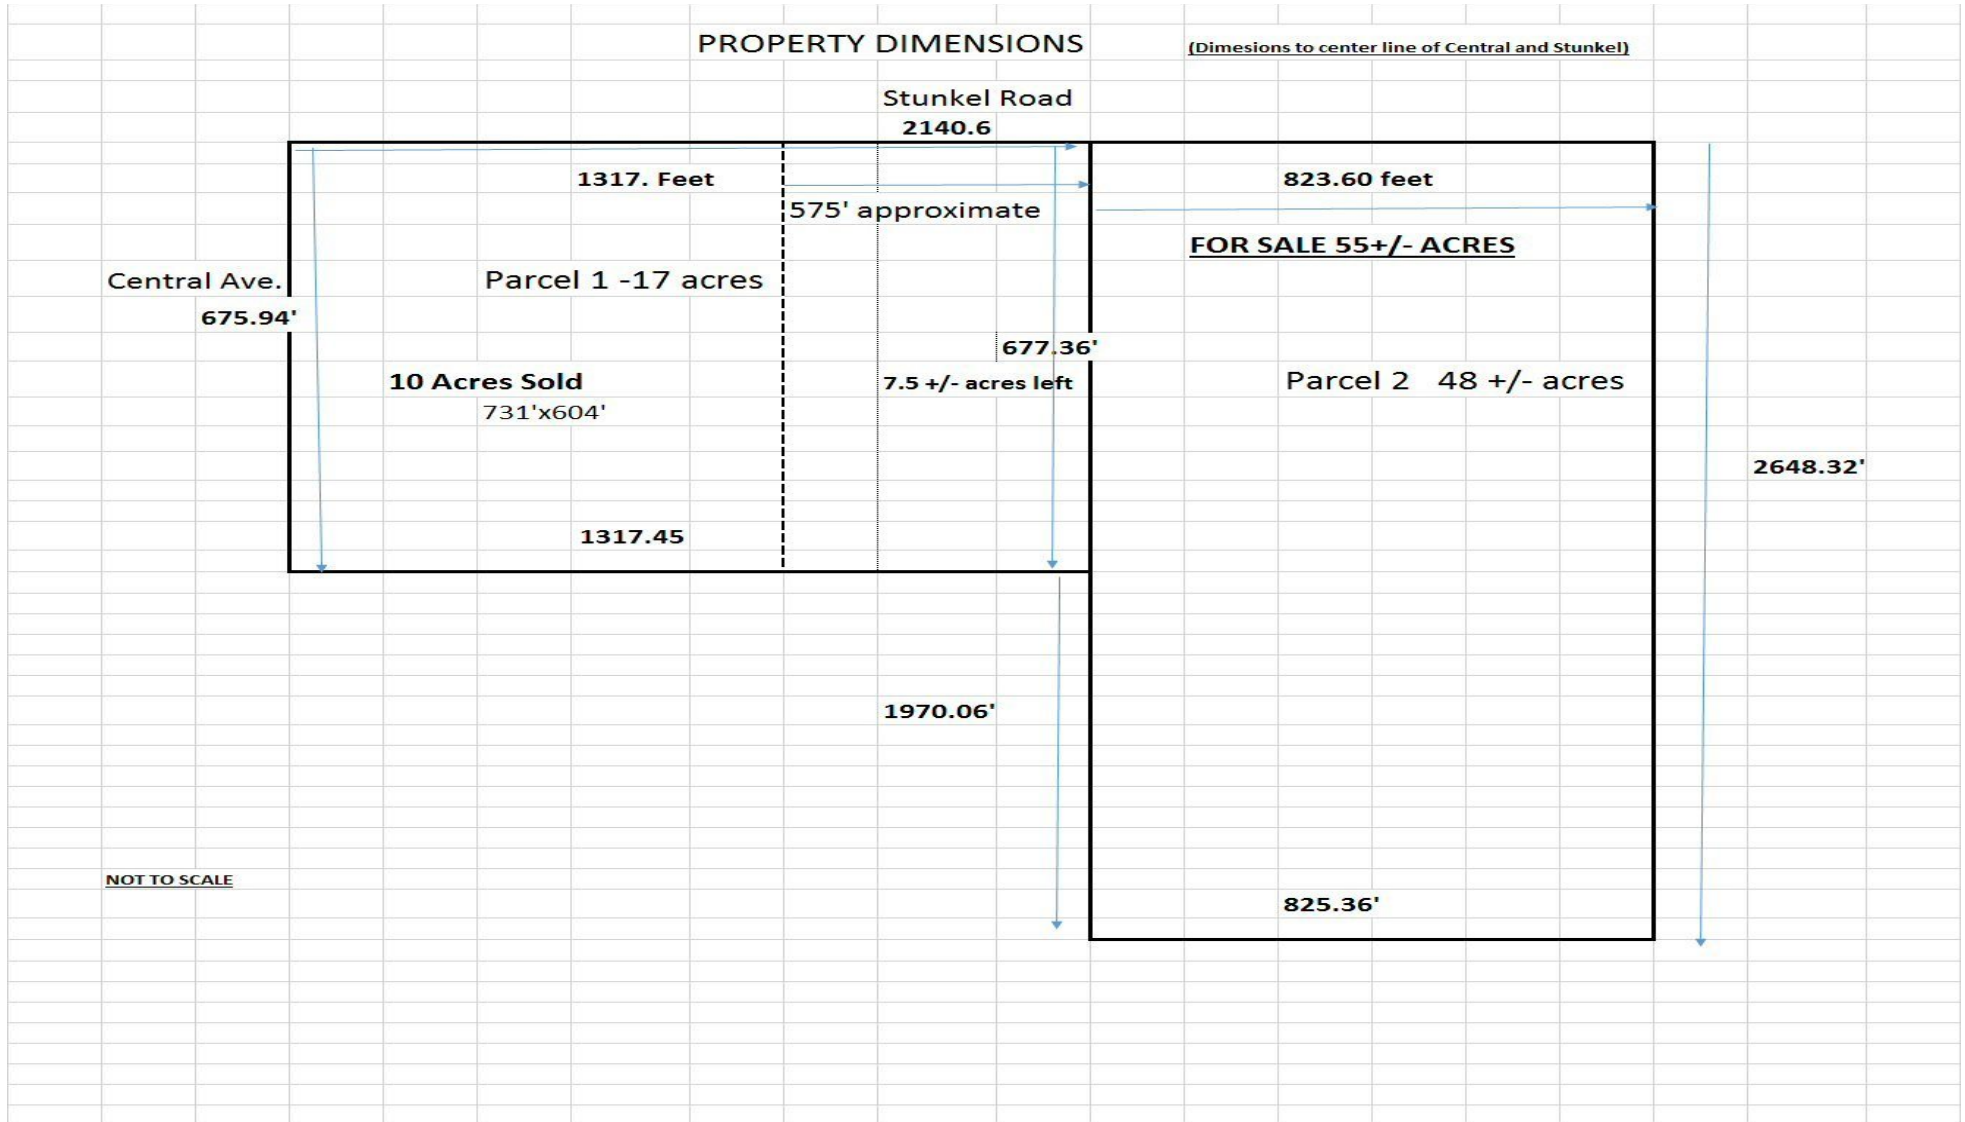 PROPERTY DIMENSIONS
(Dimesions to center line of Central and Stunkel)
Stunkel Road
2140.6
1317. Feet
823.60 feet
575' approximate
FOR SALE 55+/- ACRES
Central Ave.
Parcel 1 -17 acres
675.94'
677.36'
10 Acres Sold
7.5 +/- acres left
Parcel 2 48 +/- acres
731'x604'
2648.32'
1317.45
1970.06'
NOT TO SCALE
825.36'